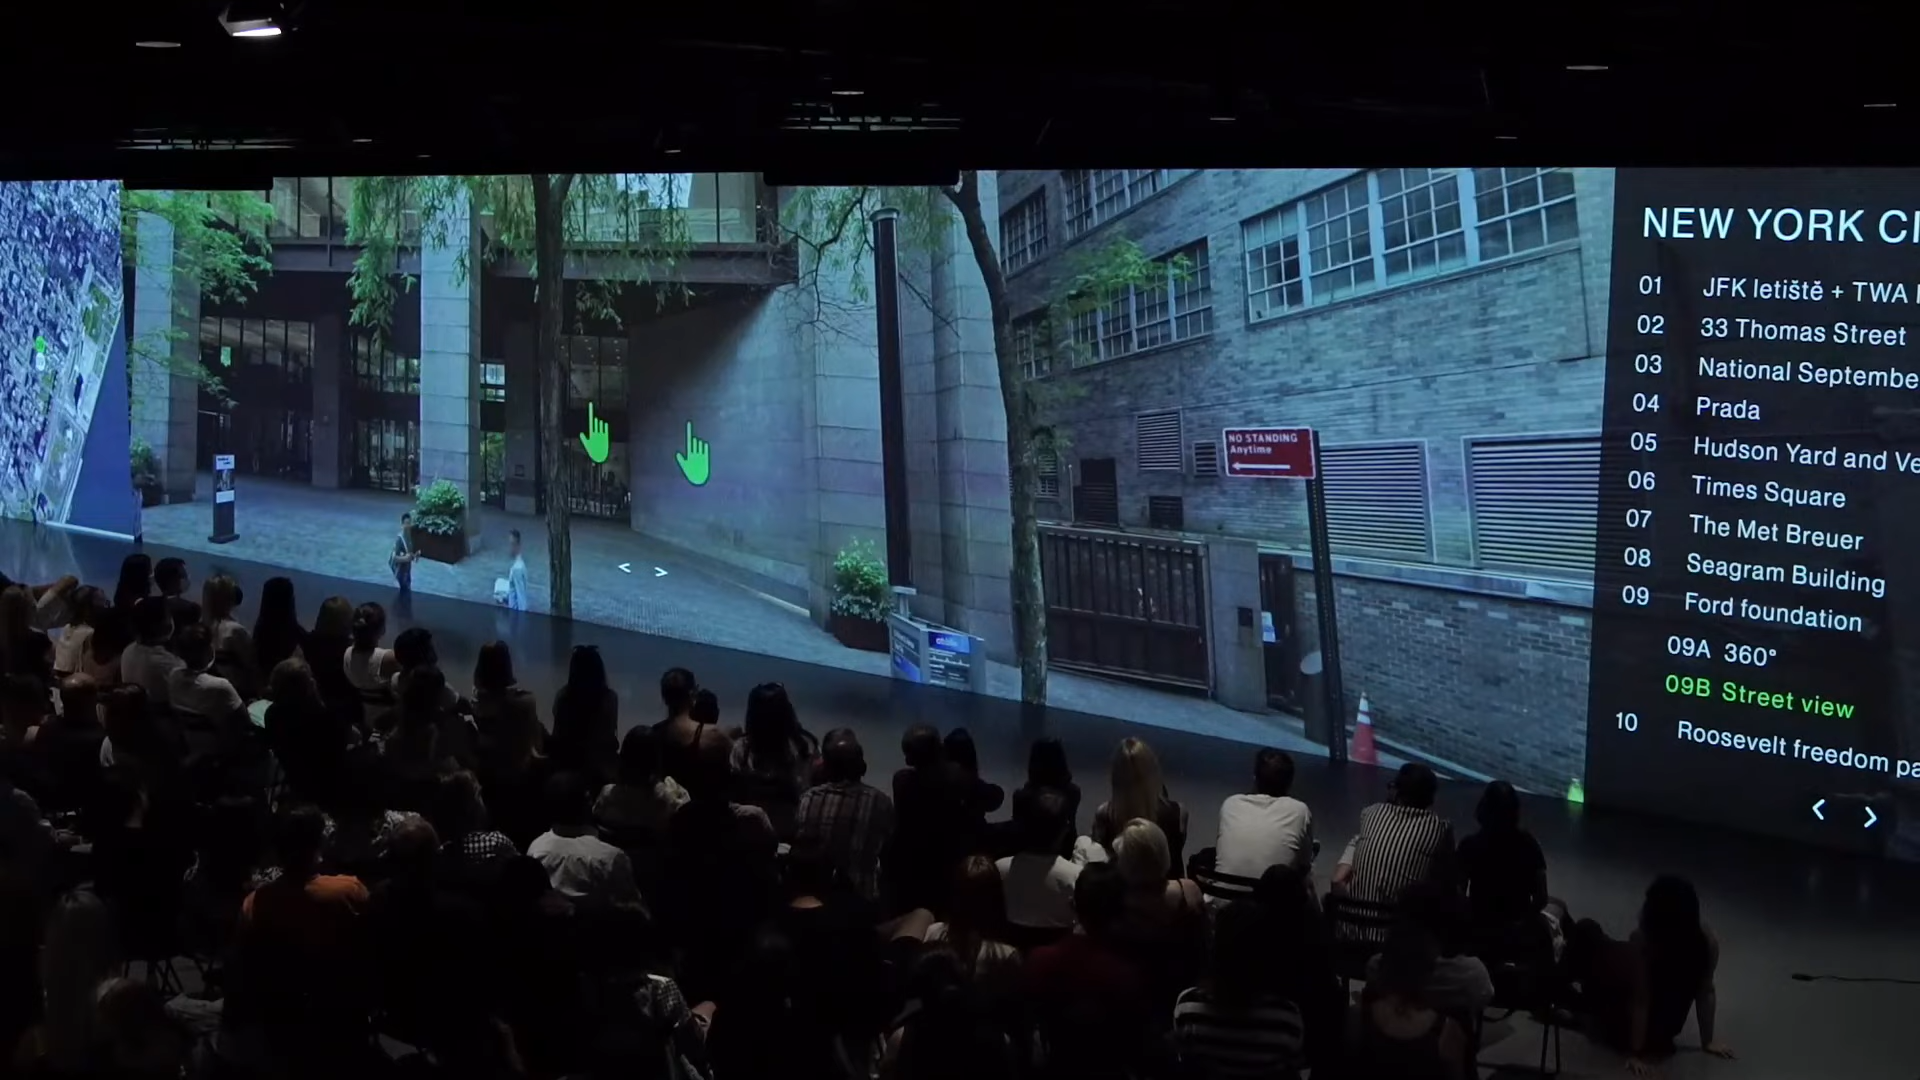 NEW YORK CI
01 JFK letiště + TWA
02 33 Thomas Street
03 National Septembe
04 Prada
05 Hudson Yard and Ve
06 Times Square
07 The Met Breuer
08 Seagram Building
09 Ford foundation
09A 360°
09B Street view
10 Roosevelt freedom pa
< >
NO STANDING
Anytime
< >